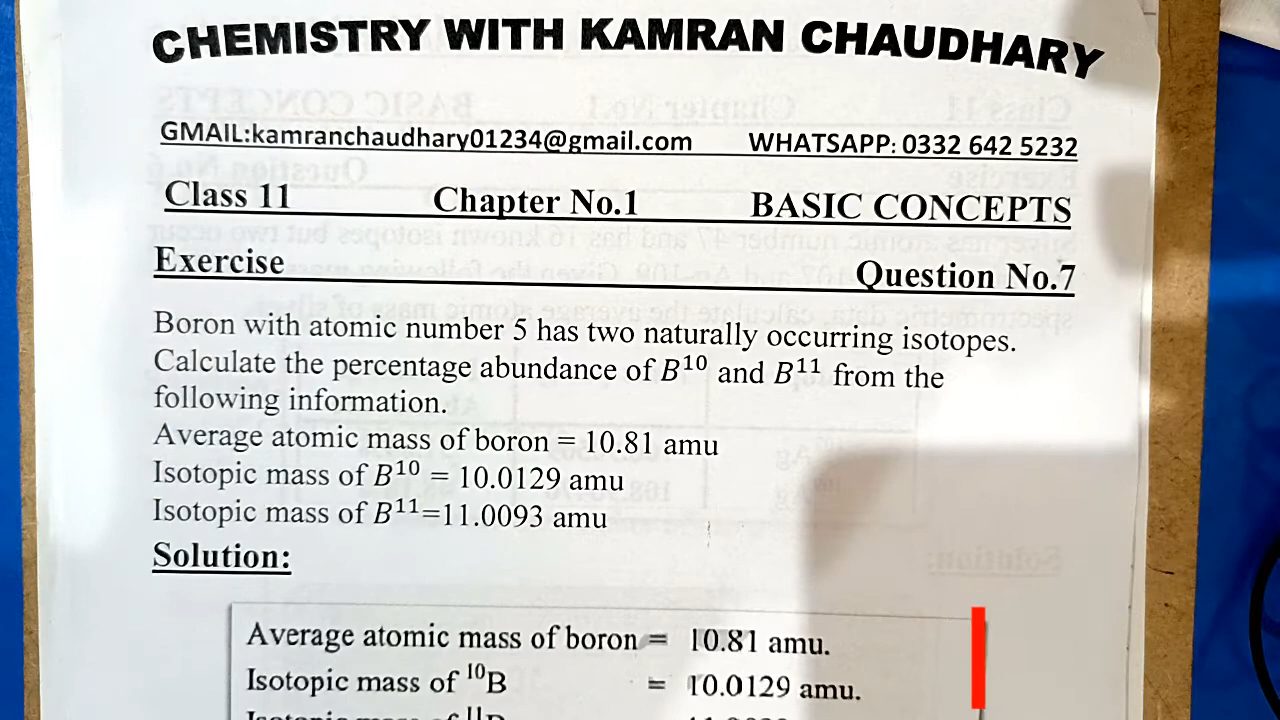 CHEMISTRY WITH KAMRAN CHAUDHARY
GMAIL:kamranchaudhary01234@gmail.com WHATSAPP: 0332 642 5232
Class 11 Chapter No.1 BASIC CONCEPTS
Exercise Question No.7
Boron with atomic number 5 has two naturally occurring isotopes.
Calculate the percentage abundance of B¹⁰ and B¹¹ from the
following information.
Average atomic mass of boron = 10.81 amu
Isotopic mass of B¹⁰ = 10.0129 amu
Isotopic mass of B¹¹=11.0093 amu
Solution:
Average atomic mass of boron = 10.81 amu.
Isotopic mass of ¹⁰B = 10.0129 amu.